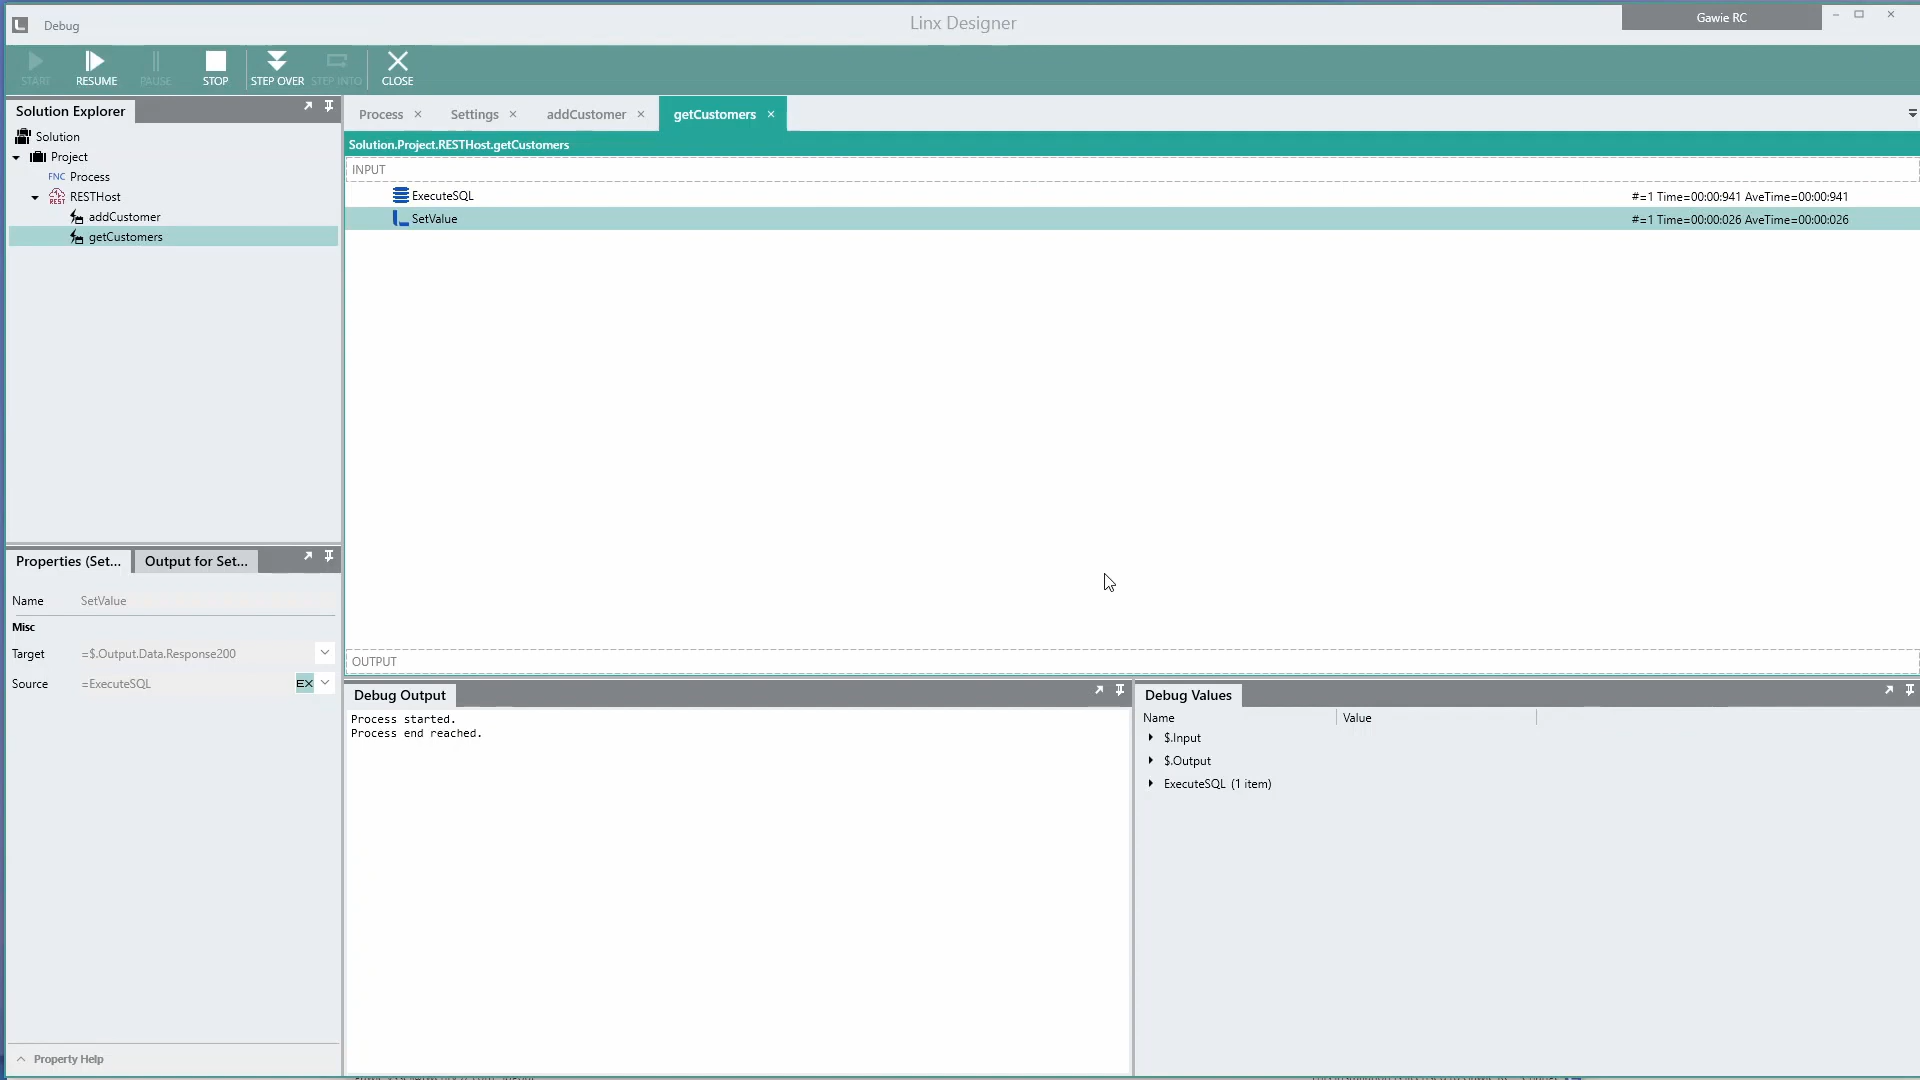 Debug
Linx Designer
Gawie RC
START
RESUME
PAUSE
STOP
STEP OVER
STEP INTO
CLOSE
Solution Explorer
Solution
Project
FNC Process
REST RESTHost
addCustomer
getCustomers
Process
Settings
addCustomer
getCustomers
Solution.Project.RESTHost.getCustomers
INPUT
ExecuteSQL #=1 Time=00:00:941 AveTime=00:00:941
SetValue #=1 Time=00:00:026 AveTime=00:00:026
OUTPUT
Properties (Set...
Output for Set...
Name SetValue
Misc
Target =$.Output.Data.Response200
Source =ExecuteSQL EX
Property Help
Debug Output
Process started.
Process end reached.
Debug Values
Name Value
$.Input
$.Output
ExecuteSQL (1 item)